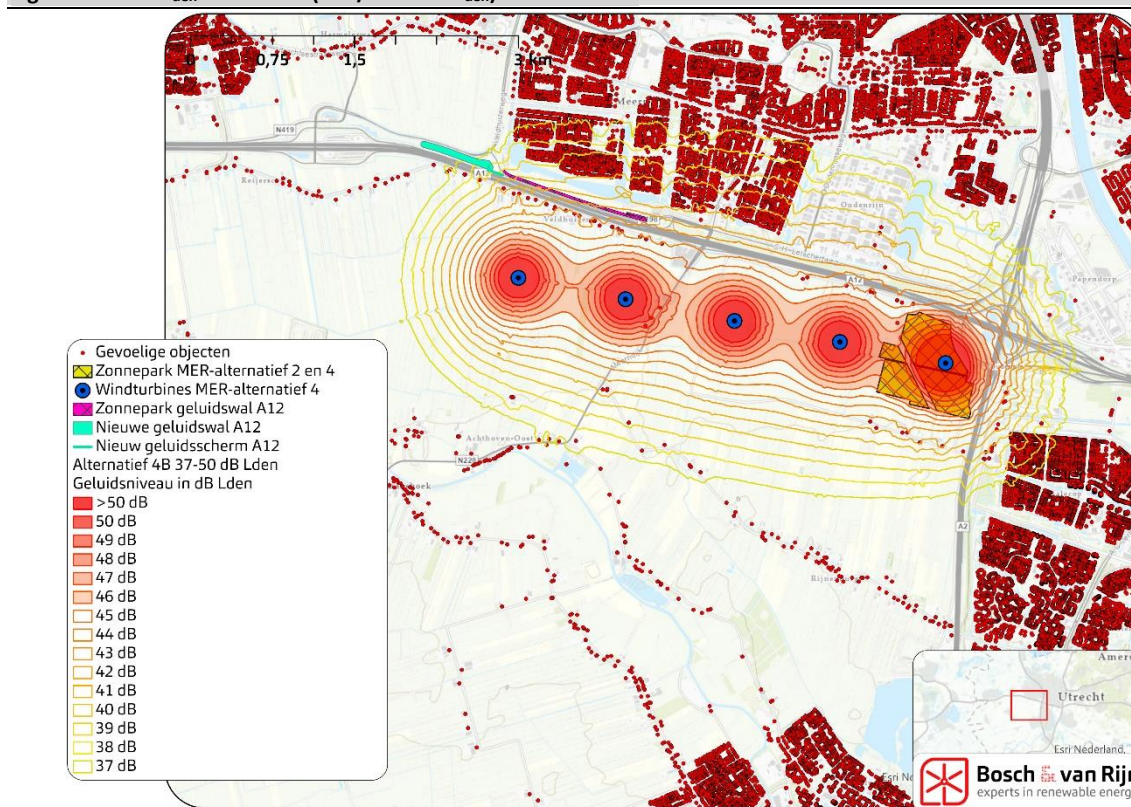 0 0,75 1,5 3 km
N419
A12
Veldhuizen
Oudenrijn
A12
Papendorp
Achthoven-Oost
N228
A2
Gevoelige objecten
Zonnepark MER-alternatief 2 en 4
Windturbines MER-alternatief 4
Zonnepark geluidswal A12
Nieuwe geluidswal A12
Nieuw geluidsscherm A12
Alternatief 4B 37-50 dB Lden
Geluidsniveau in dB Lden
>50 dB
50 dB
49 dB
48 dB
47 dB
46 dB
45 dB
44 dB
43 dB
42 dB
41 dB
40 dB
39 dB
38 dB
37 dB
Utrecht
Esri Nederland,
Bosch & van Rijn
experts in renewable energ